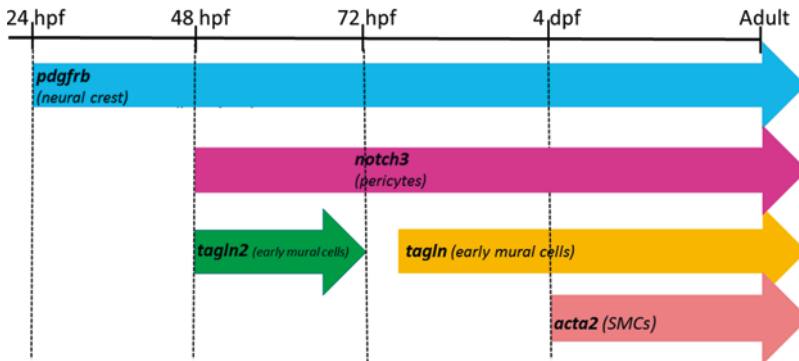 24 hpf 48 hpf 72 hpf 4 dpf Adult
pdgfrb
(neural crest)
notch3
(pericytes)
tagln2 (early mural cells) tagln (early mural cells)
acta2 (SMCs)